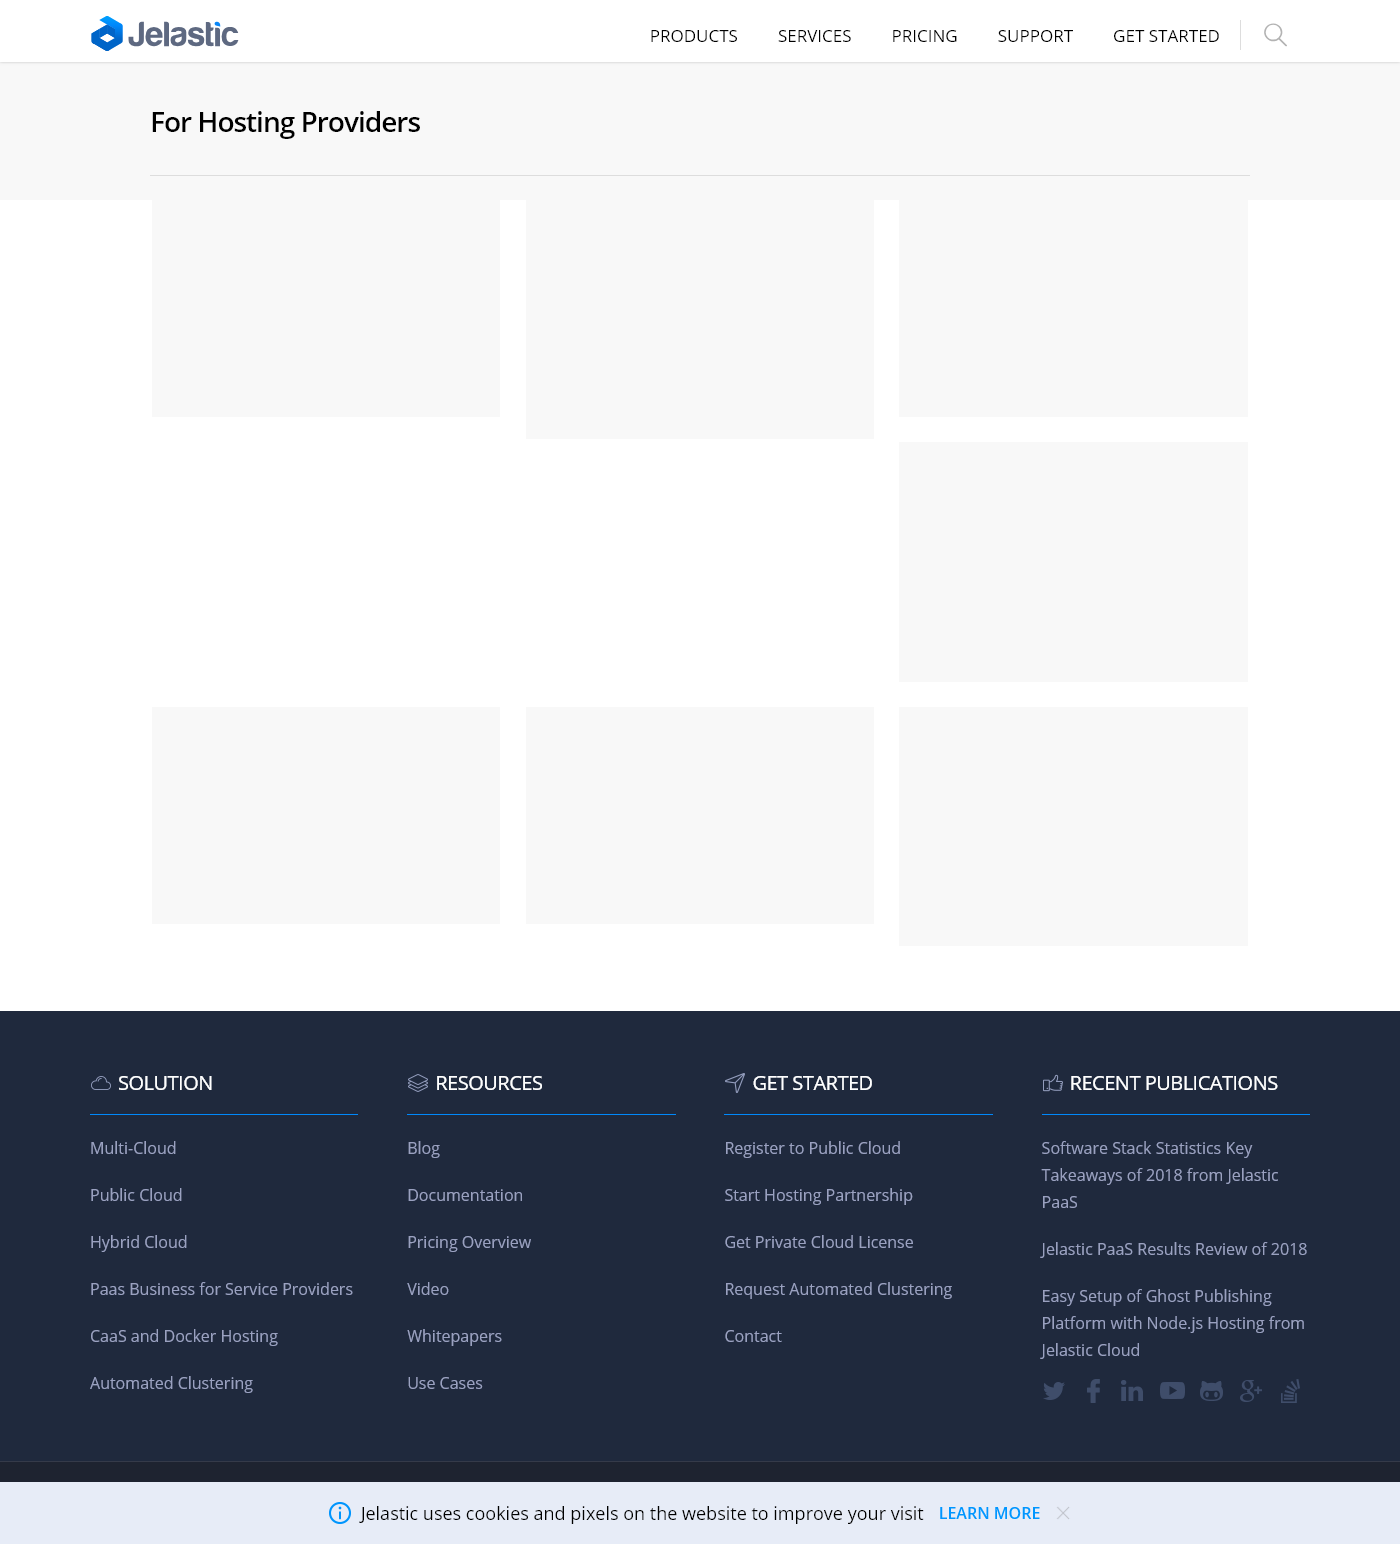 Jelastic
PRODUCTS
SERVICES
PRICING
SUPPORT
GET STARTED
For Hosting Providers
SOLUTION
Multi-Cloud
Public Cloud
Hybrid Cloud
Paas Business for Service Providers
CaaS and Docker Hosting
Automated Clustering
RESOURCES
Blog
Documentation
Pricing Overview
Video
Whitepapers
Use Cases
GET STARTED
Register to Public Cloud
Start Hosting Partnership
Get Private Cloud License
Request Automated Clustering
Contact
RECENT PUBLICATIONS
Software Stack Statistics Key
Takeaways of 2018 from Jelastic
PaaS
Jelastic PaaS Results Review of 2018
Easy Setup of Ghost Publishing
Platform with Node.js Hosting from
Jelastic Cloud
Jelastic uses cookies and pixels on the website to improve your visit LEARN MORE